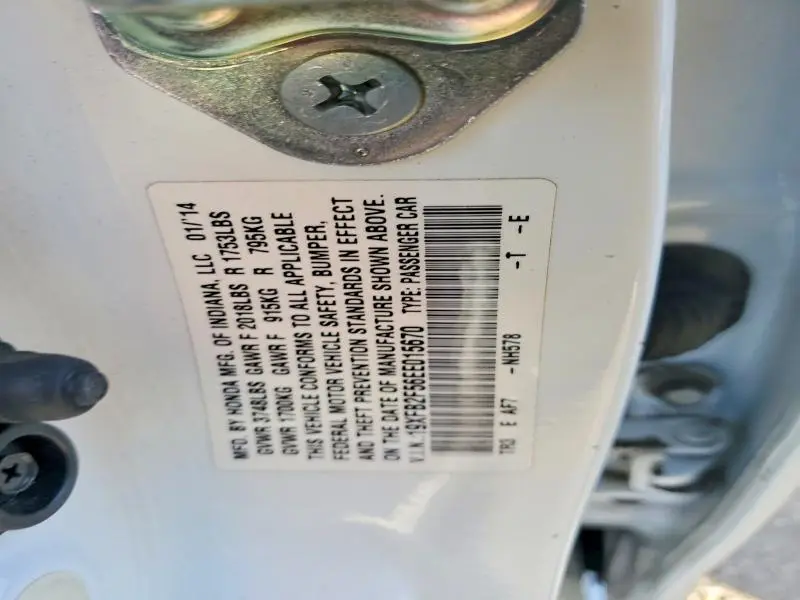 MFD. BY HONDA MFG. OF INDIANA, LLC 01/'14
GVWR 3748LBS GAWR F 2018LBS R 1753LBS
GVWR 1700KG GAWR F 915KG R 795KG
THIS VEHICLE CONFORMS TO ALL APPLICABLE
FEDERAL MOTOR VEHICLE SAFETY, BUMPER,
AND THEFT PREVENTION STANDARDS IN EFFECT
ON THE DATE OF MANUFACTURE SHOWN ABOVE.
V.I.N.:19XFB2F56EE015670 TYPE: PASSENGER CAR
TR3 E AF7 -NH578 -T -E